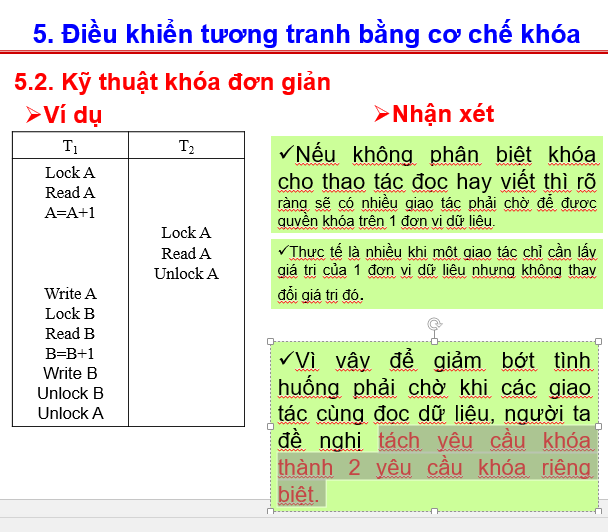 5. Điều khiển tương tranh bằng cơ chế khóa
5.2. Kỹ thuật khóa đơn giản
➢Ví dụ
T1
T2
Lock A
Read A
A=A+1
Lock A
Read A
Unlock A
Write A
Lock B
Read B
B=B+1
Write B
Unlock B
Unlock A
➢Nhận xét
✓Nếu không phân biệt khóa
cho thao tác đọc hay viết thì rõ
ràng sẽ có nhiều giao tác phải chờ để được
quyền khóa trên 1 đơn vị dữ liệu.
✓Thực tế là nhiều khi một giao tác chỉ cần lấy
giá trị của 1 đơn vị dữ liệu nhưng không thay
đổi giá trị đó.
✓Vì vậy để giảm bớt tình
huống phải chờ khi các giao
tác cùng đọc dữ liệu, người ta
đề nghị tách yêu cầu khóa
thành 2 yêu cầu khóa riêng
biệt.